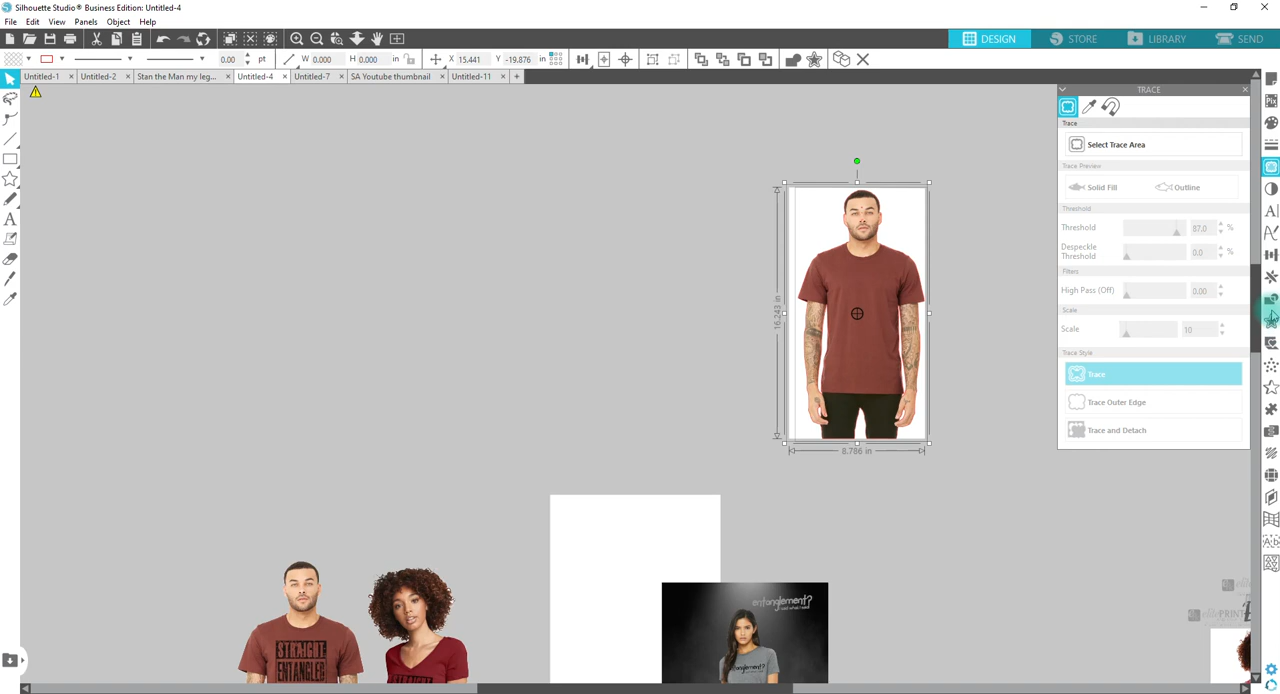 Silhouette Studio® Business Edition: Untitled-4
File Edit View Panels Object Help
DESIGN STORE LIBRARY SEND
0.00 pt W 0.000 H 0.000 in X 15.441 Y -19.876 in
Untitled-1 Untitled-2 Stan the Man my leg... Untitled-4 Untitled-7 SA Youtube thumbnail Untitled-11
TRACE
Trace
Select Trace Area
Trace Preview
Solid Fill Outline
Threshold
Threshold 87.0 %
Despeckle
Threshold 0.0 %
Filters
High Pass (Off) 0.00
Scale
Scale 10
Trace Style
Trace
Trace Outer Edge
Trace and Detach
16.243 in
8.786 in
STRAIGHT
ENTANGLED
entanglement?
entanglement?